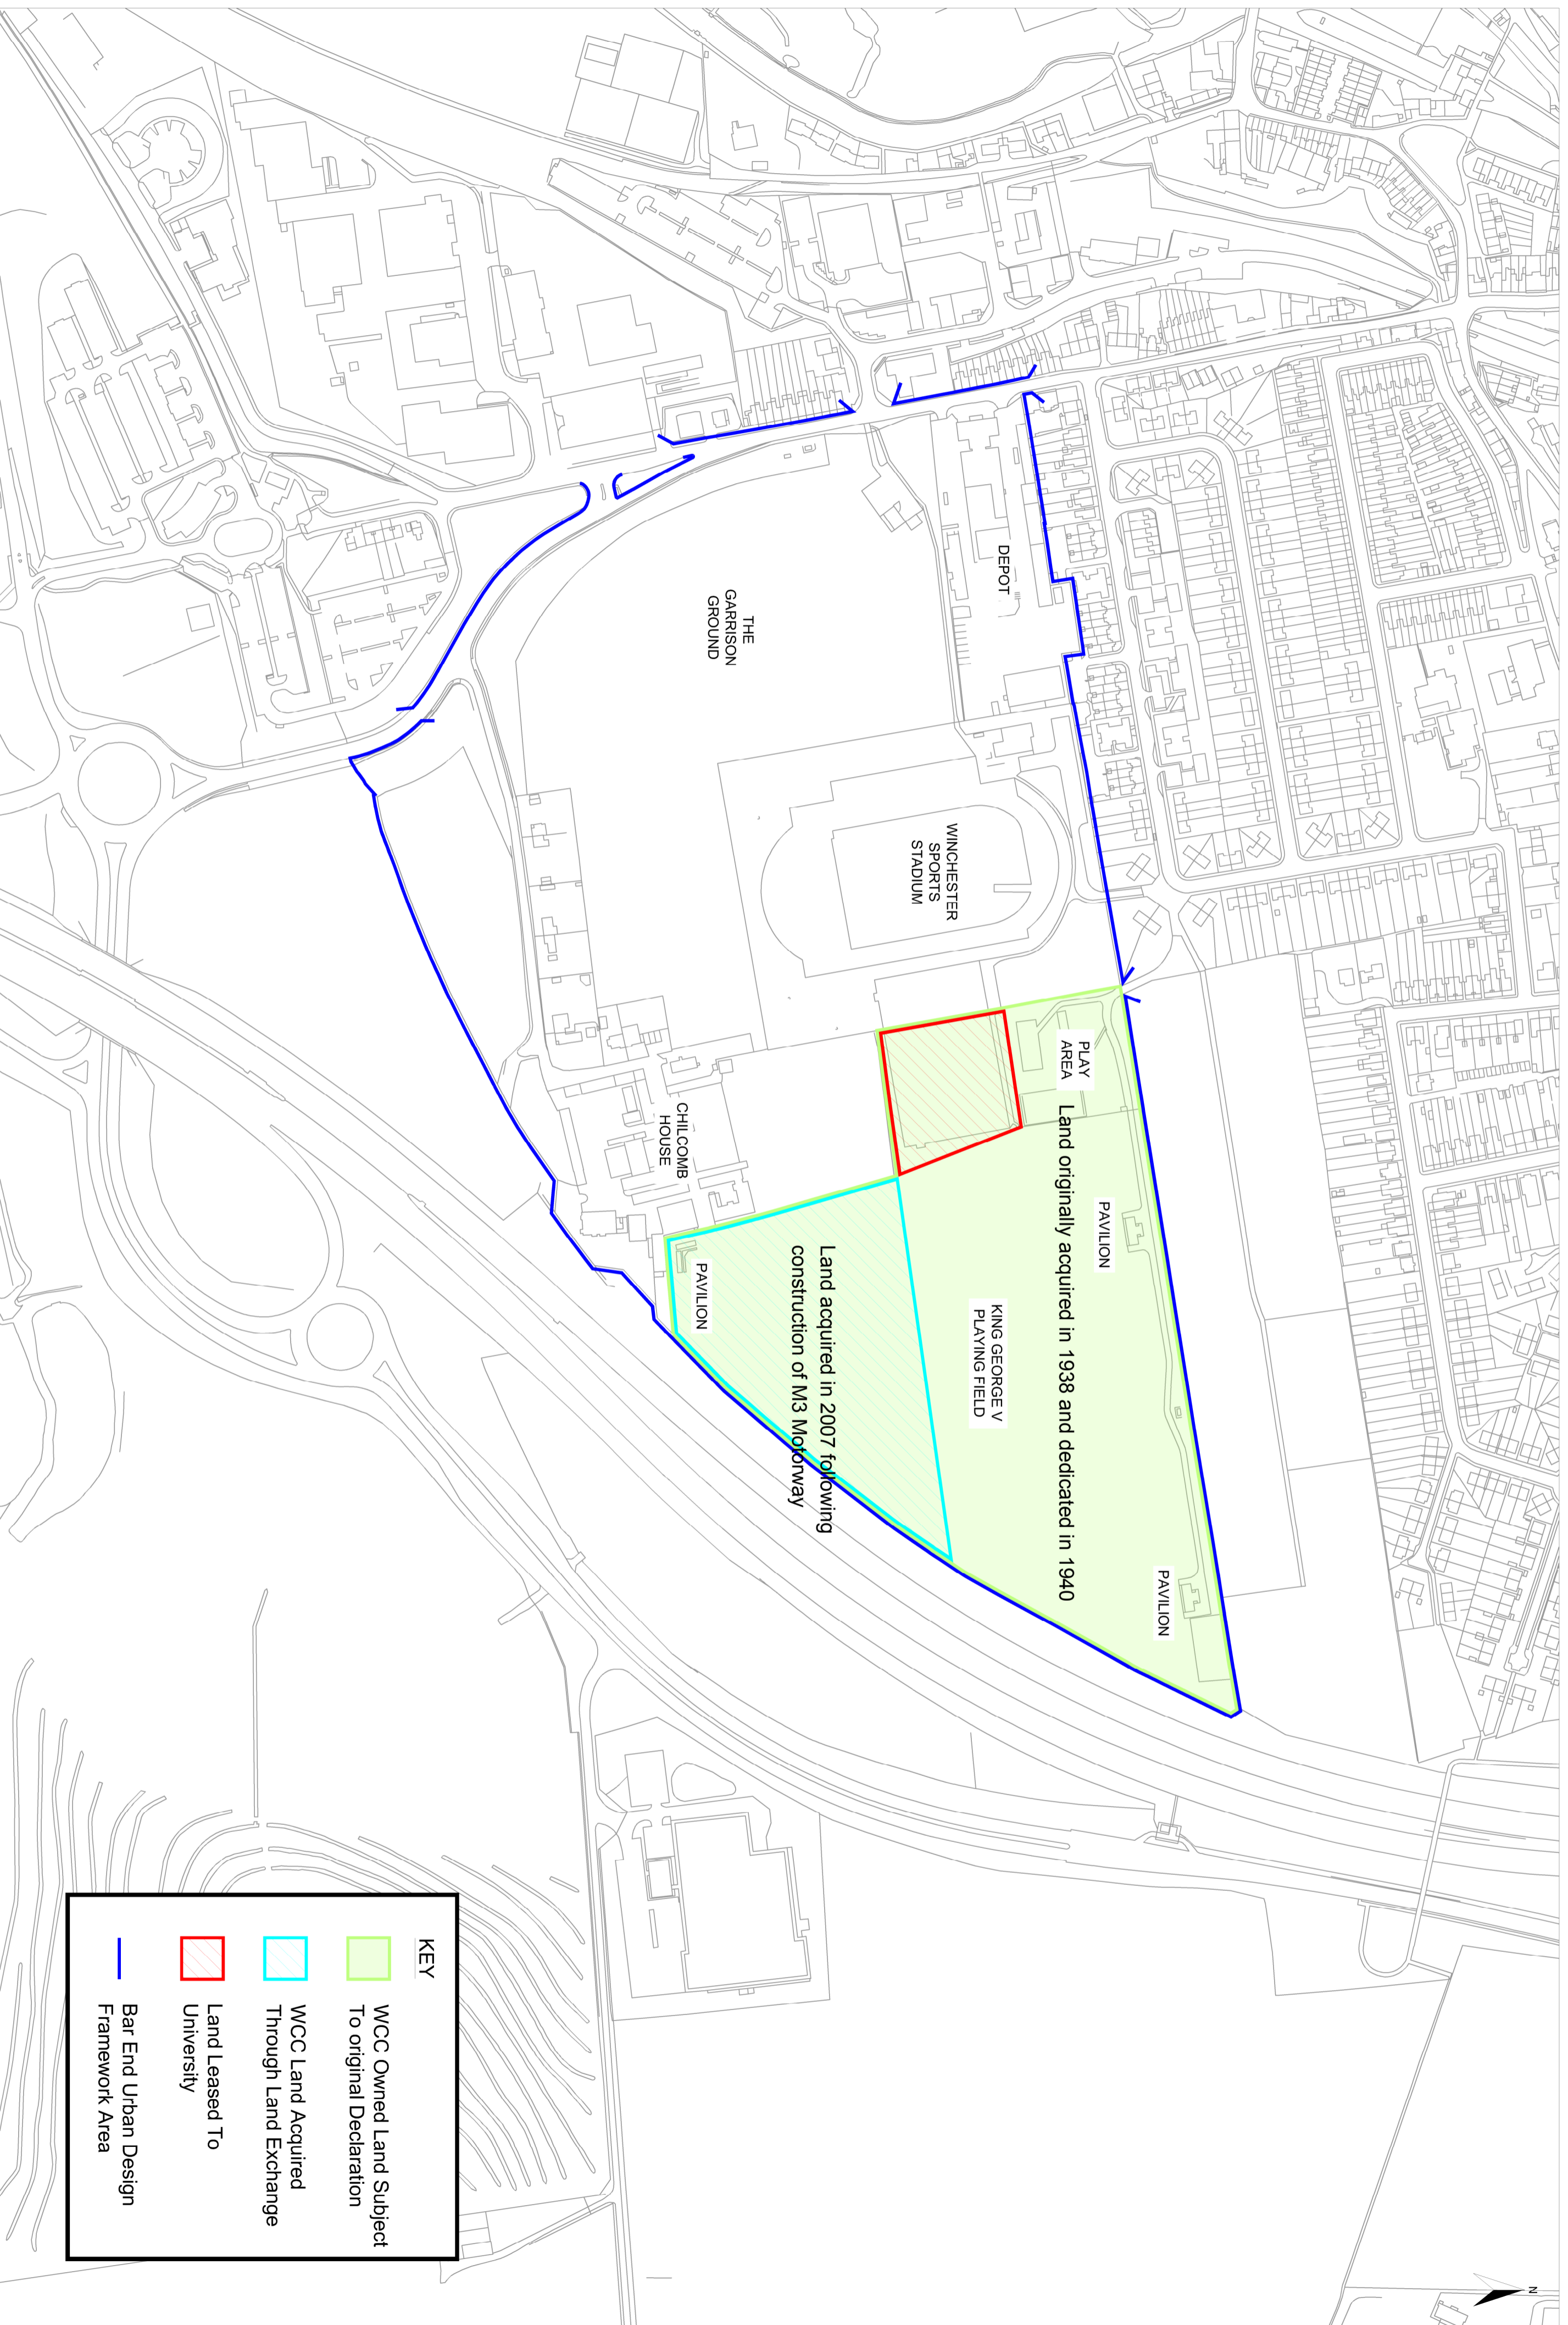 N
DEPOT
THE
GARRISON
GROUND
WINCHESTER
SPORTS
STADIUM
PLAY
AREA
Land originally acquired in 1938 and dedicated in 1940
PAVILION
KING GEORGE V
PLAYING FIELD
PAVILION
CHILCOMB
HOUSE
PAVILION
Land acquired in 2007 following
construction of M3 Motorway
KEY
WCC Owned Land Subject
To original Declaration
WCC Land Acquired
Through Land Exchange
Land Leased To
University
Bar End Urban Design
Framework Area